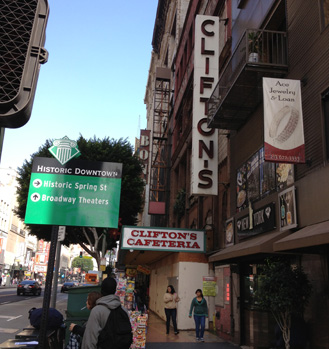 CLIFTON'S
Ace
Jewelry
& Loan
HISTORIC DOWNTOWN
Historic Spring St
Broadway Theaters
CLIFTON'S
CAFETERIA